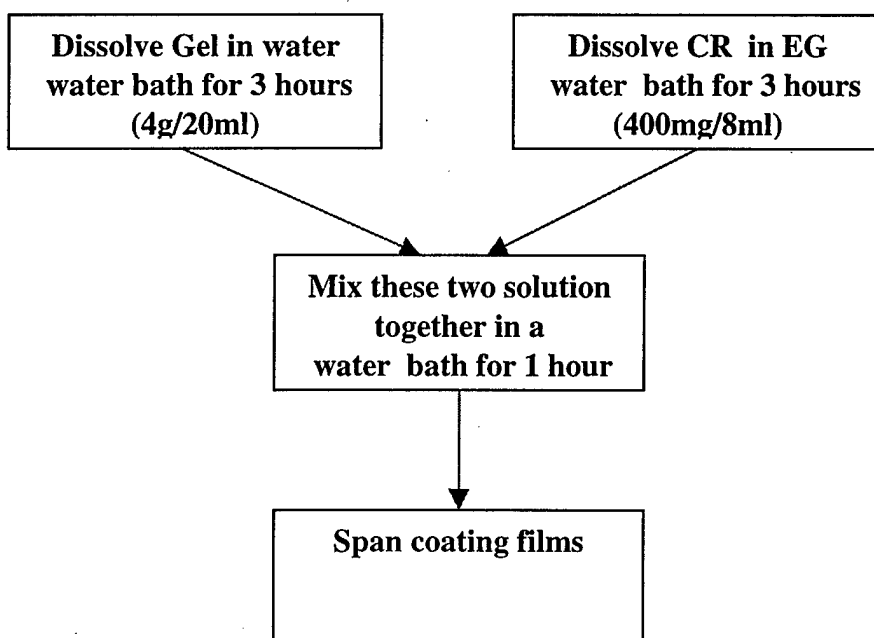 Dissolve Gel in water
water bath for 3 hours
(4g/20ml)
Dissolve CR in EG
water bath for 3 hours
(400mg/8ml)
Mix these two solution
together in a
water bath for 1 hour
Span coating films